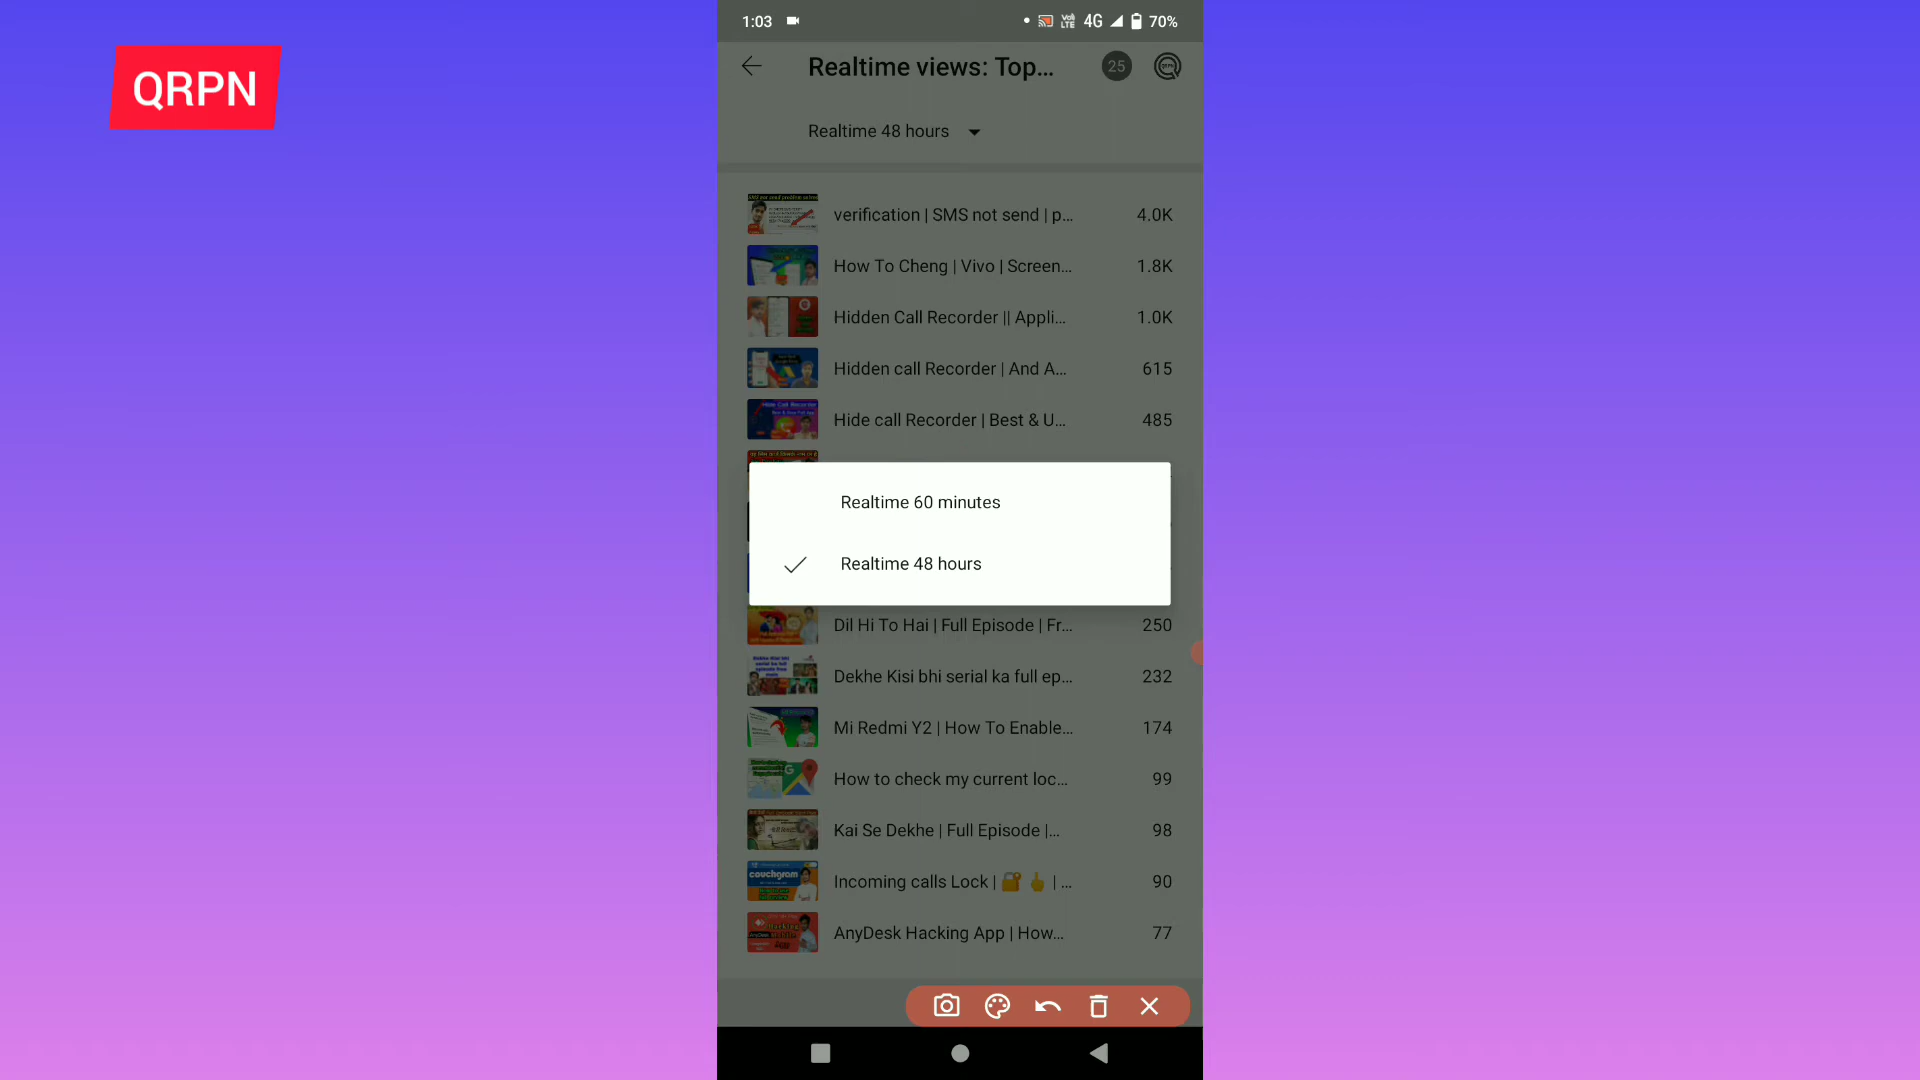 QRPN
1:03
4G
70%
Realtime views: Top...
25
Realtime 48 hours
verification | SMS not send | p...
4.0K
How To Cheng | Vivo | Screen...
1.8K
Hidden Call Recorder || Appli...
1.0K
Hidden call Recorder | And A...
615
Hide call Recorder | Best & U...
485
Realtime 60 minutes
Realtime 48 hours
Dil Hi To Hai | Full Episode | Fr...
250
Dekhe Kisi bhi serial ka full ep...
232
Mi Redmi Y2 | How To Enable...
174
How to check my current loc...
99
Kai Se Dekhe | Full Episode |...
98
couchgram
Incoming calls Lock | 🔐 👆 | ...
90
AnyDesk Hacking App | How...
77